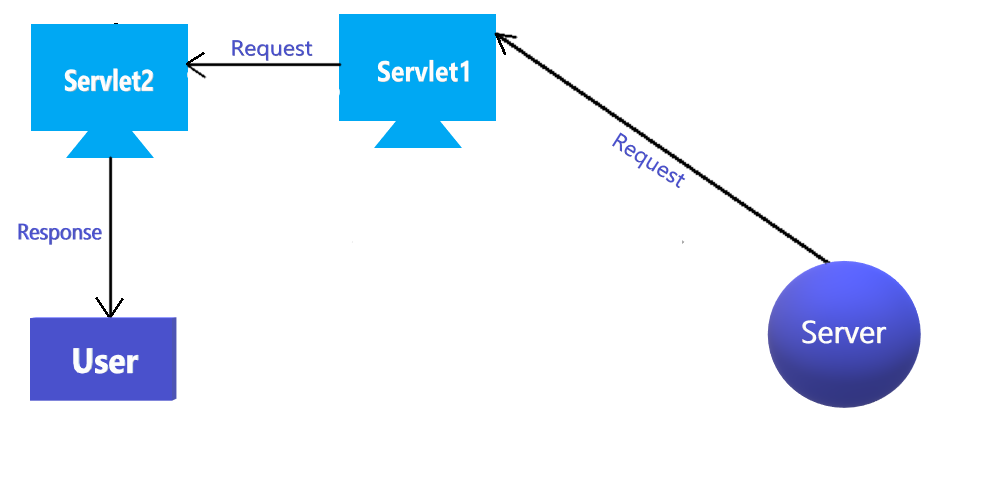 Servlet2
Request
Servlet1
Request
Response
Server
User